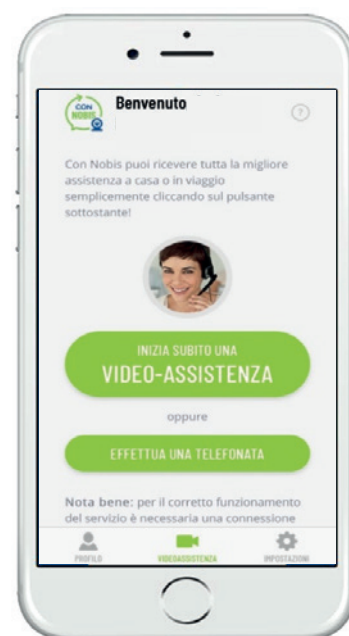 CON
NOBIS
Benvenuto
?
Con Nobis puoi ricevere tutta la migliore
assistenza a casa o in viaggio
semplicemente cliccando sul pulsante
sottostante!
INIZIA SUBITO UNA
VIDEO-ASSISTENZA
oppure
EFFETTUA UNA TELEFONATA
Nota bene: per il corretto funzionamento
del servizio è necessaria una connessione
PROFILO VIDEOASSISTENZA IMPOSTAZIONI